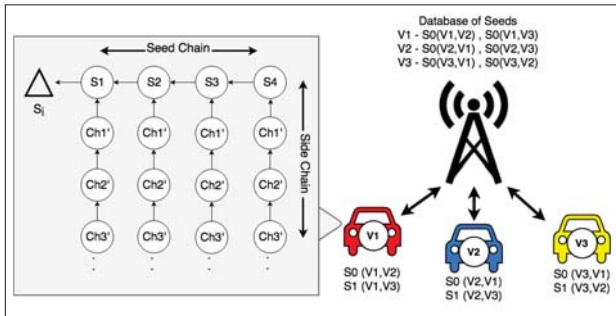 Seed Chain
S1
S2
S3
S4
Si
Ch1'
Ch1'
Ch1'
Ch1'
Ch2'
Ch2'
Ch2'
Ch2'
Ch3'
Ch3'
Ch3'
Ch3'
Side Chain
Database of Seeds
V1 - S0(V1,V2) , S0(V1,V3)
V2 - S0(V2,V1) , S0(V2,V3)
V3 - S0(V3,V1) , S0(V3,V2)
V1
S0 (V1,V2)
S1 (V1,V3)
V2
S0 (V2,V1)
S1 (V2,V3)
V3
S0 (V3,V1)
S1 (V3,V2)